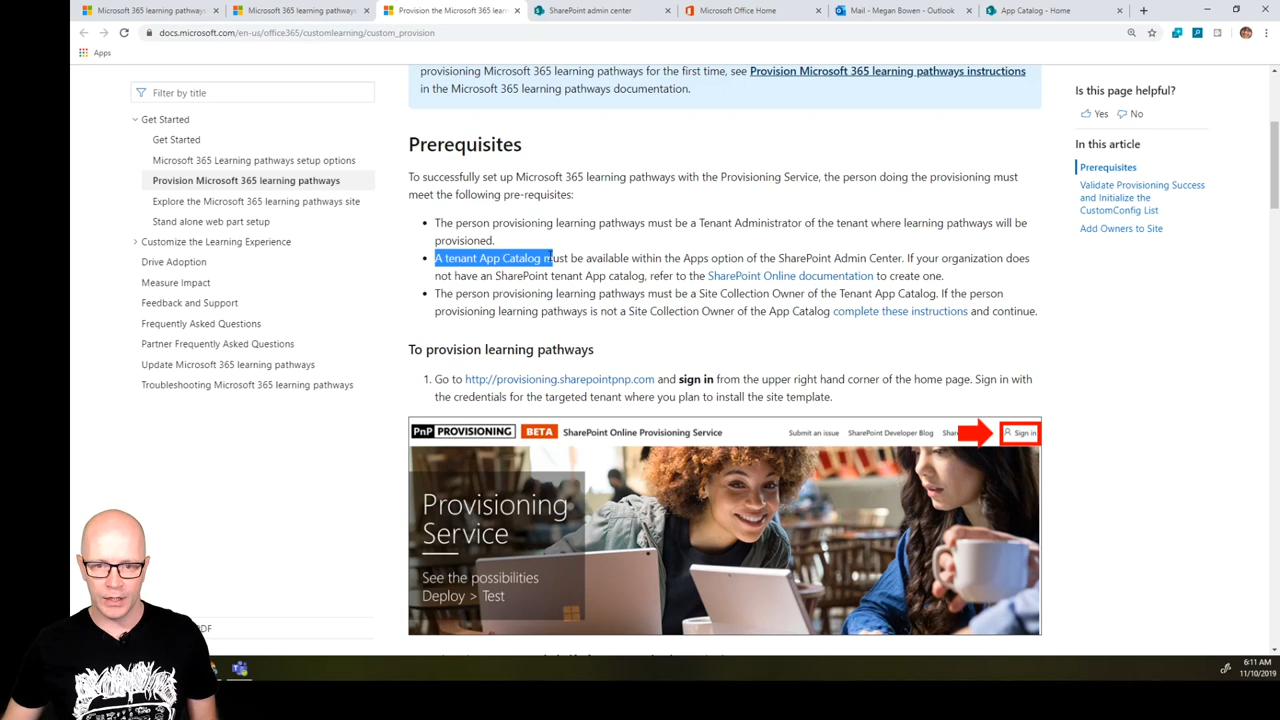 Microsoft 365 learning pathways
Microsoft 365 learning pathways
Provision the Microsoft 365 lear
SharePoint admin center
Microsoft Office Home
Mail - Megan Bowen - Outlook
App Catalog - Home
docs.microsoft.com/en-us/office365/customlearning/custom_provision
Apps
Filter by title
Get Started
Get Started
Microsoft 365 Learning pathways setup options
Provision Microsoft 365 learning pathways
Explore the Microsoft 365 learning pathways site
Stand alone web part setup
Customize the Learning Experience
Drive Adoption
Measure Impact
Feedback and Support
Frequently Asked Questions
Partner Frequently Asked Questions
Update Microsoft 365 learning pathways
Troubleshooting Microsoft 365 learning pathways
PDF
provisioning Microsoft 365 learning pathways for the first time, see Provision Microsoft 365 learning pathways instructions
in the Microsoft 365 learning pathways documentation.
Prerequisites
To successfully set up Microsoft 365 learning pathways with the Provisioning Service, the person doing the provisioning must
meet the following pre-requisites:
• The person provisioning learning pathways must be a Tenant Administrator of the tenant where learning pathways will be
provisioned.
• A tenant App Catalog must be available within the Apps option of the SharePoint Admin Center. If your organization does
not have an SharePoint tenant App catalog, refer to the SharePoint Online documentation to create one.
• The person provisioning learning pathways must be a Site Collection Owner of the Tenant App Catalog. If the person
provisioning learning pathways is not a Site Collection Owner of the App Catalog complete these instructions and continue.
To provision learning pathways
1. Go to http://provisioning.sharepointpnp.com and sign in from the upper right hand corner of the home page. Sign in with
the credentials for the targeted tenant where you plan to install the site template.
PnP PROVISIONING BETA SharePoint Online Provisioning Service
Submit an issue SharePoint Developer Blog Shar Sign in
Provisioning
Service
See the possibilities
Deploy > Test
Is this page helpful?
Yes No
In this article
Prerequisites
Validate Provisioning Success
and Initialize the
CustomConfig List
Add Owners to Site
6:11 AM
11/10/2019